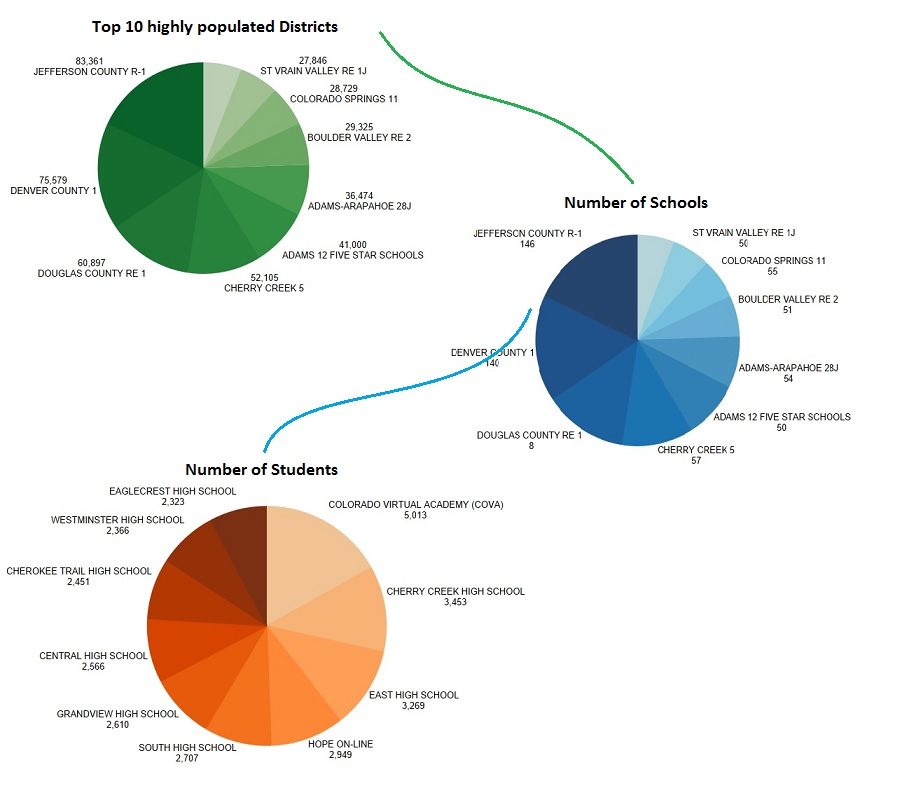 Top 10 highly populated Districts
83,361
JEFFERSON COUNTY R-1
27,846
ST VRAIN VALLEY RE 1J
28,729
COLORADO SPRINGS 11
29,325
BOULDER VALLEY RE 2
75,579
DENVER COUNTY 1
36,474
ADAMS-ARAPAHOE 28J
41,000
ADAMS 12 FIVE STAR SCHOOLS
60,897
DOUGLAS COUNTY RE 1
52,105
CHERRY CREEK 5
Number of Schools
JEFFERSON COUNTY R-1
146
ST VRAIN VALLEY RE 1J
50
COLORADO SPRINGS 11
55
BOULDER VALLEY RE 2
51
DENVER COUNTY 1
140
ADAMS-ARAPAHOE 28J
54
ADAMS 12 FIVE STAR SCHOOLS
50
DOUGLAS COUNTY RE 1
8
CHERRY CREEK 5
57
Number of Students
EAGLECREST HIGH SCHOOL
2,323
COLORADO VIRTUAL ACADEMY (COVA)
5,013
WESTMINSTER HIGH SCHOOL
2,366
CHEROKEE TRAIL HIGH SCHOOL
2,451
CHERRY CREEK HIGH SCHOOL
3,453
CENTRAL HIGH SCHOOL
2,566
EAST HIGH SCHOOL
3,269
GRANDVIEW HIGH SCHOOL
2,610
SOUTH HIGH SCHOOL
2,707
HOPE ON-LINE
2,949